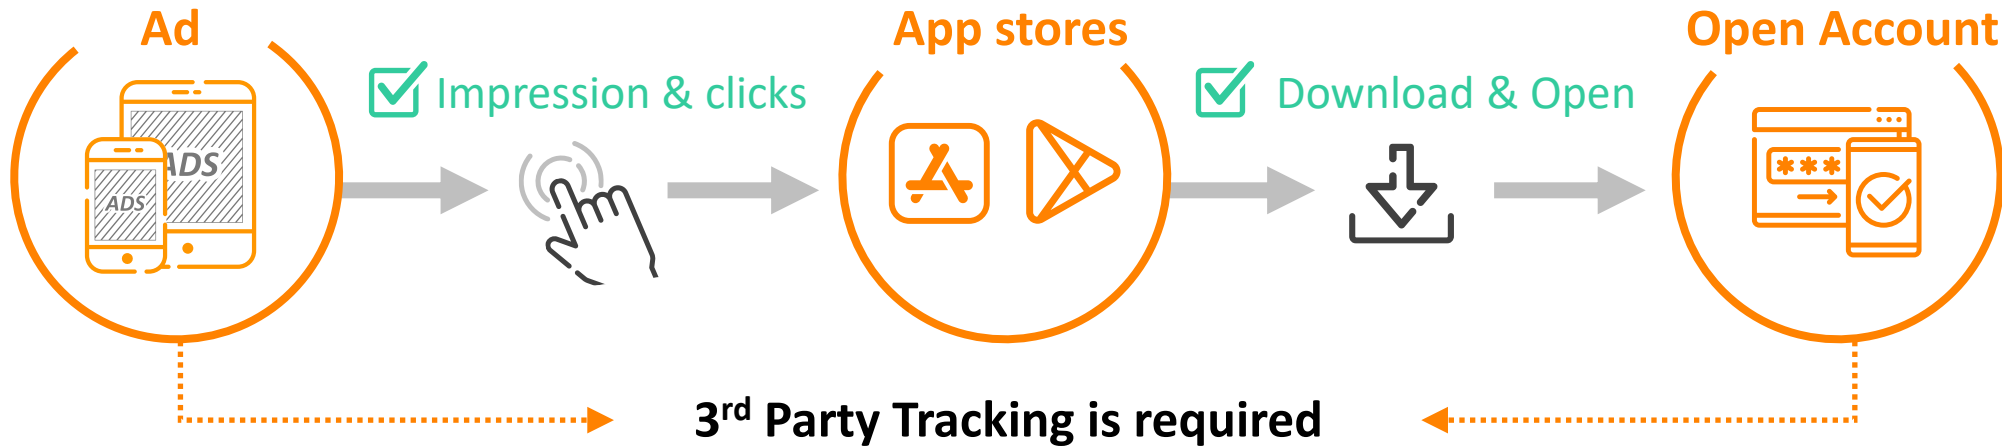 Ad
App stores
Open Account
Impression & clicks
Download & Open
ADS
ADS
***
3rd Party Tracking is required